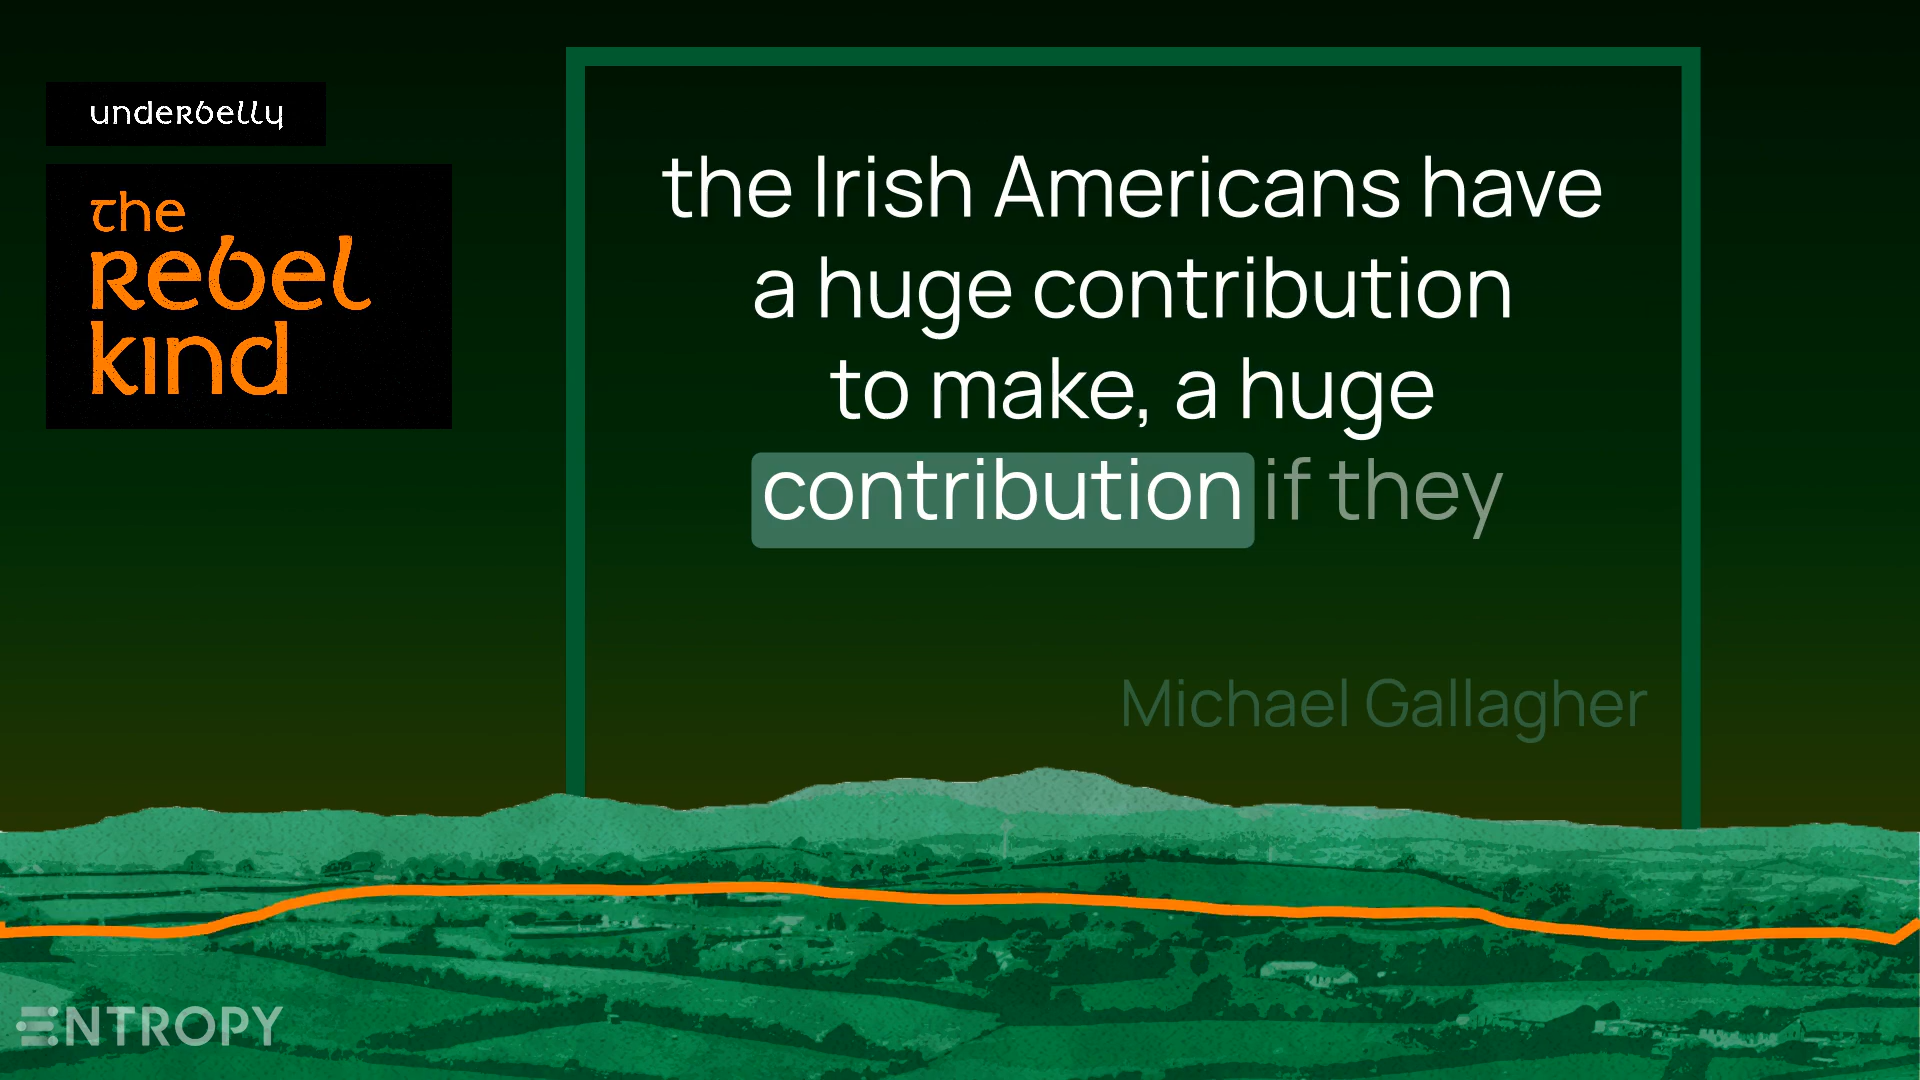 underbelly
the
Rebel
kind
the Irish Americans have
a huge contribution
to make, a huge
contribution if they
Michael Gallagher
ENTROPY